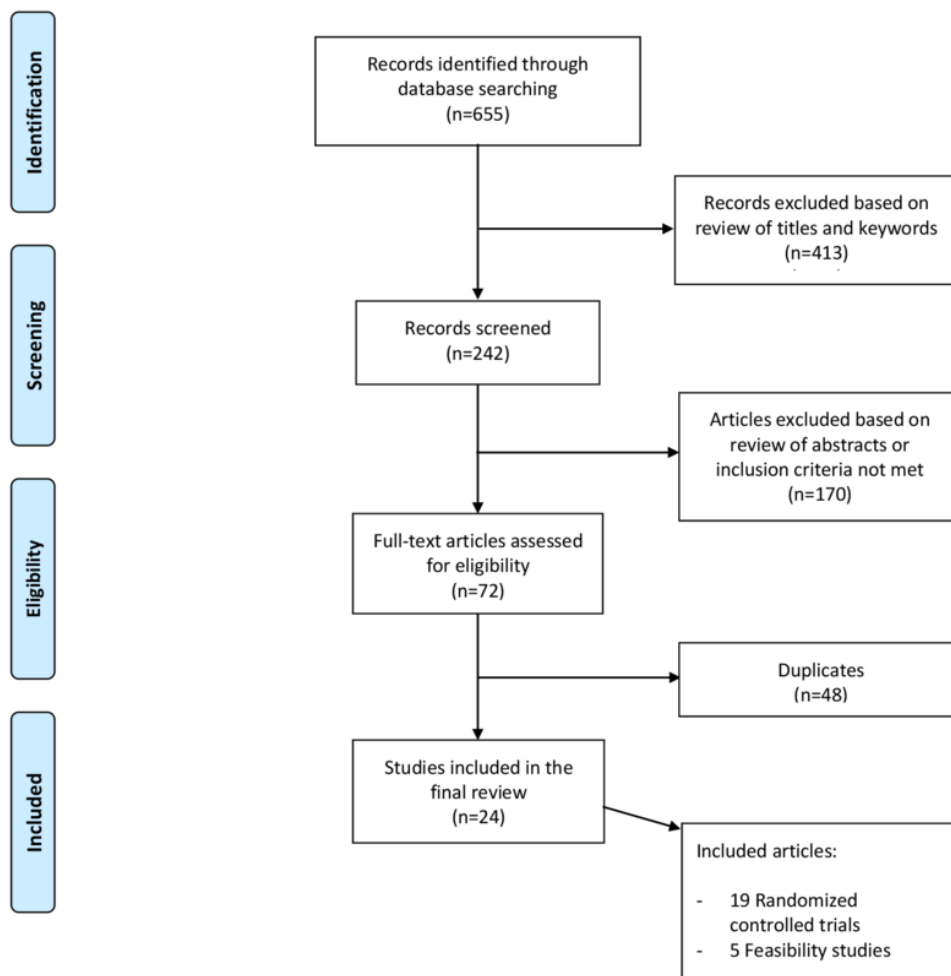 Identification
Records identified through
database searching
(n=655)
Records excluded based on
review of titles and keywords
(n=413)
Screening
Records screened
(n=242)
Articles excluded based on
review of abstracts or
inclusion criteria not met
(n=170)
Eligibility
Full-text articles assessed
for eligibility
(n=72)
Duplicates
(n=48)
Included
Studies included in the
final review
(n=24)
Included articles:
- 19 Randomized
controlled trials
- 5 Feasibility studies